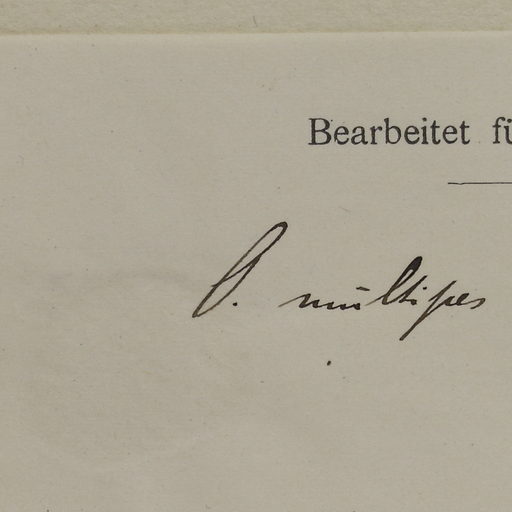 Bearbeitet fü
O. multipes